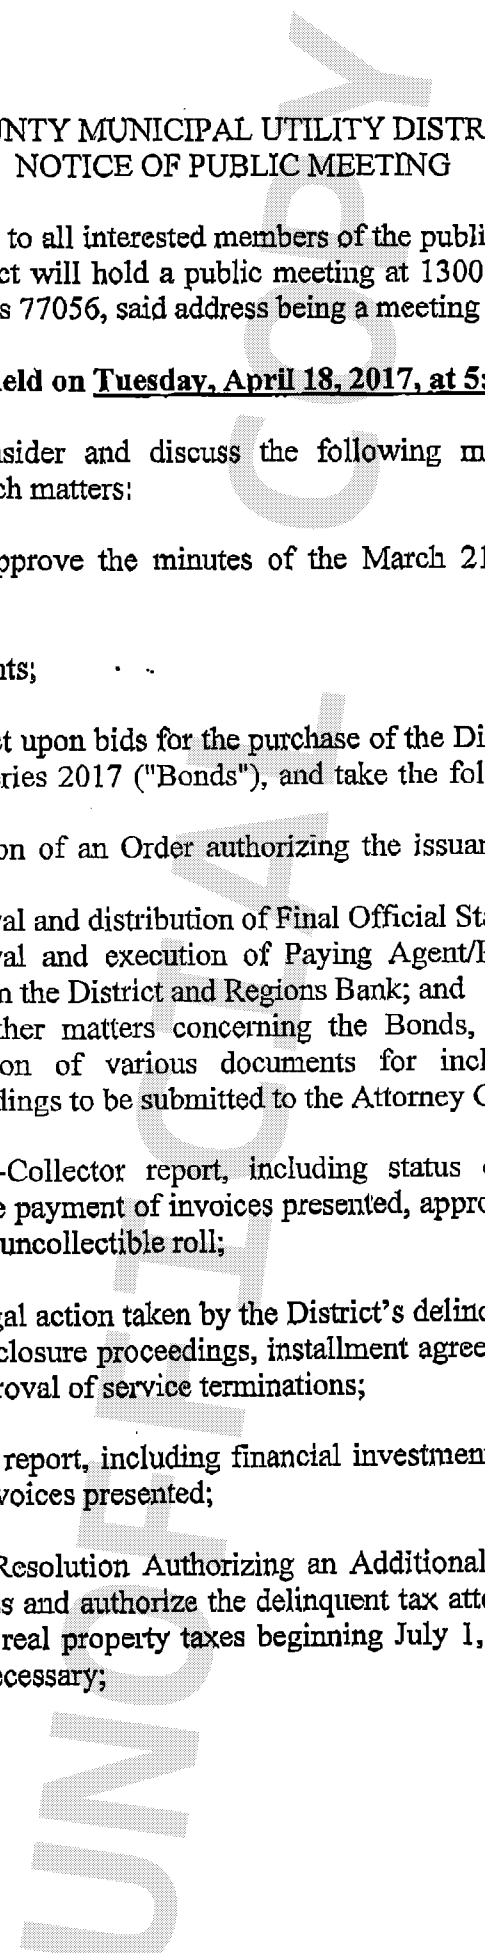 NTY MUNICIPAL UTILITY DISTR
NOTICE OF PUBLIC MEETING
to all interested members of the publi
ct will hold a public meeting at 1300
s 77056, said address being a meeting
eld on Tuesday, April 18, 2017, at 5:
sider and discuss the following m
ch matters:
pprove the minutes of the March 21
nts;
t upon bids for the purchase of the Di
ries 2017 ("Bonds"), and take the fol
on of an Order authorizing the issuan
val and distribution of Final Official Sta
val and execution of Paying Agent/R
n the District and Regions Bank; and
ther matters concerning the Bonds,
on of various documents for incl
dings to be submitted to the Attorney G
-Collector report, including status
e payment of invoices presented, appro
uncollectible roll;
gal action taken by the District's delinq
closure proceedings, installment agree
roval of service terminations;
report, including financial investmen
voices presented;
Resolution Authorizing an Additional
s and authorize the delinquent tax atto
real property taxes beginning July 1,
ecessary;
UNOFFICIAL COPY